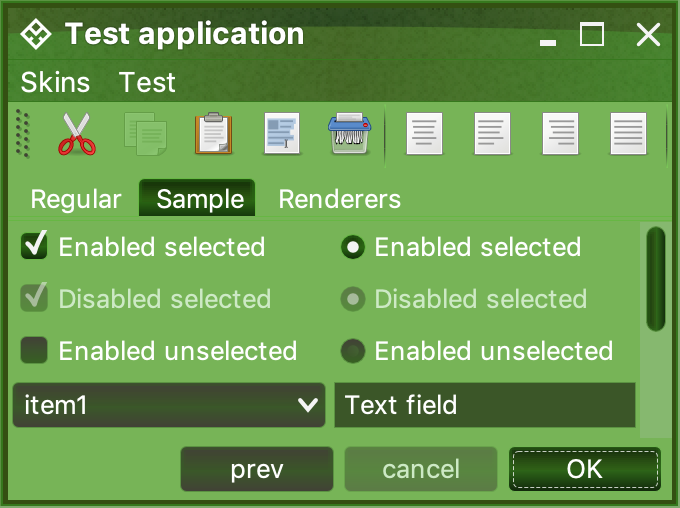 Test application
Skins Test
Regular Sample Renderers
Enabled selected Enabled selected
Disabled selected Disabled selected
Enabled unselected Enabled unselected
item1 Text field
prev cancel OK